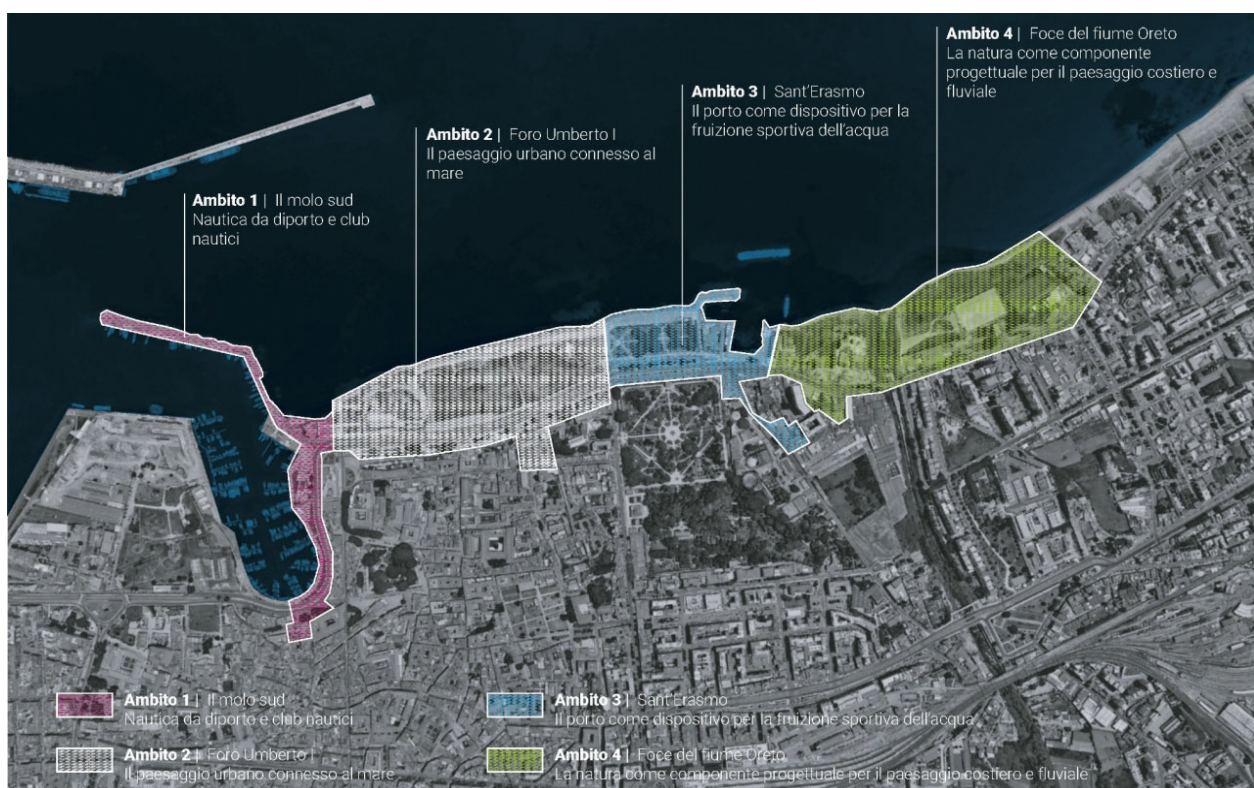 Ambito 4 | Foce del fiume Oreto
La natura come componente
progettuale per il paesaggio costiero e
fluviale
Ambito 3 | Sant'Erasmo
Il porto come dispositivo per la
fruizione sportiva dell'acqua
Ambito 2 | Foro Umberto I
Il paesaggio urbano connesso al
mare
Ambito 1 | Il molo sud
Nautica da diporto e club
nautici
Ambito 1 | Il molo sud
Nautica da diporto e club nautici
Ambito 2 | Foro Umberto I
Il paesaggio urbano connesso al mare
Ambito 3 | Sant'Erasmo
Il porto come dispositivo per la fruizione sportiva dell'acqua
Ambito 4 | Foce del fiume Oreto
La natura come componente progettuale per il paesaggio costiero e fluviale